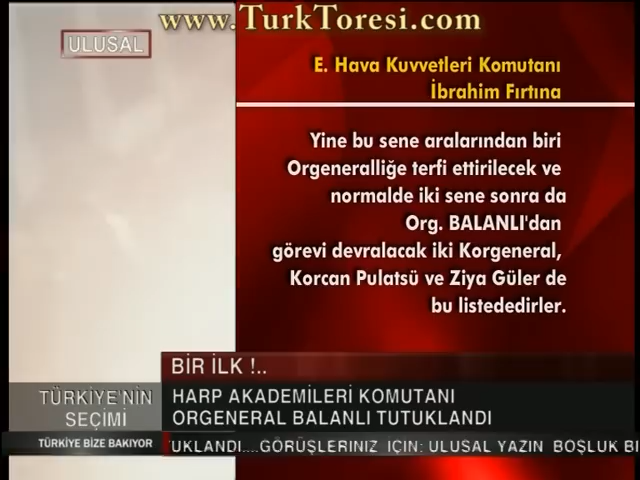 www.TurkToresi.com
ULUSAL
E. Hava Kuvvetleri Komutanı
İbrahim Fırtına
Yine bu sene aralarından biri
Orgeneralliğe terfi ettirilecek ve
normalde iki sene sonra da
Org. BALANLI'dan
görevi devralacak iki Korgeneral,
Korcan Pulatsü ve Ziya Güler de
bu listededirler.
BİR İLK !..
TÜRKİYE'NİN
SEÇİMİ
HARP AKADEMİLERİ KOMUTANI
ORGENERAL BALANLI TUTUKLANDI
TÜRKİYE BİZE BAKIYOR
UKLANDI....GÖRÜŞLERİNİZ İÇİN: ULUSAL YAZIN BOŞLUK Bİ